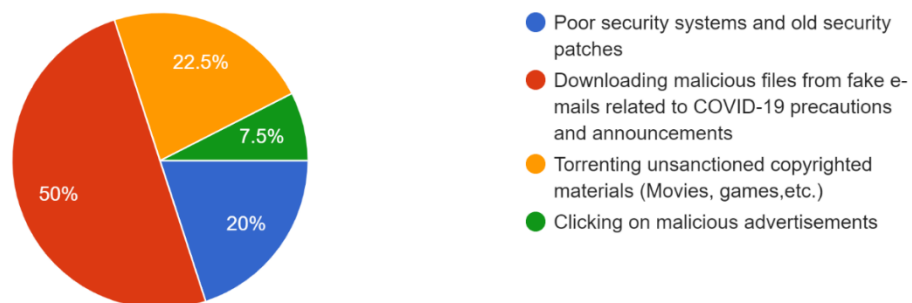 22.5%
7.5%
50%
20%
Poor security systems and old security
patches
Downloading malicious files from fake e-
mails related to COVID-19 precautions
and announcements
Torrenting unsanctioned copyrighted
materials (Movies, games,etc.)
Clicking on malicious advertisements